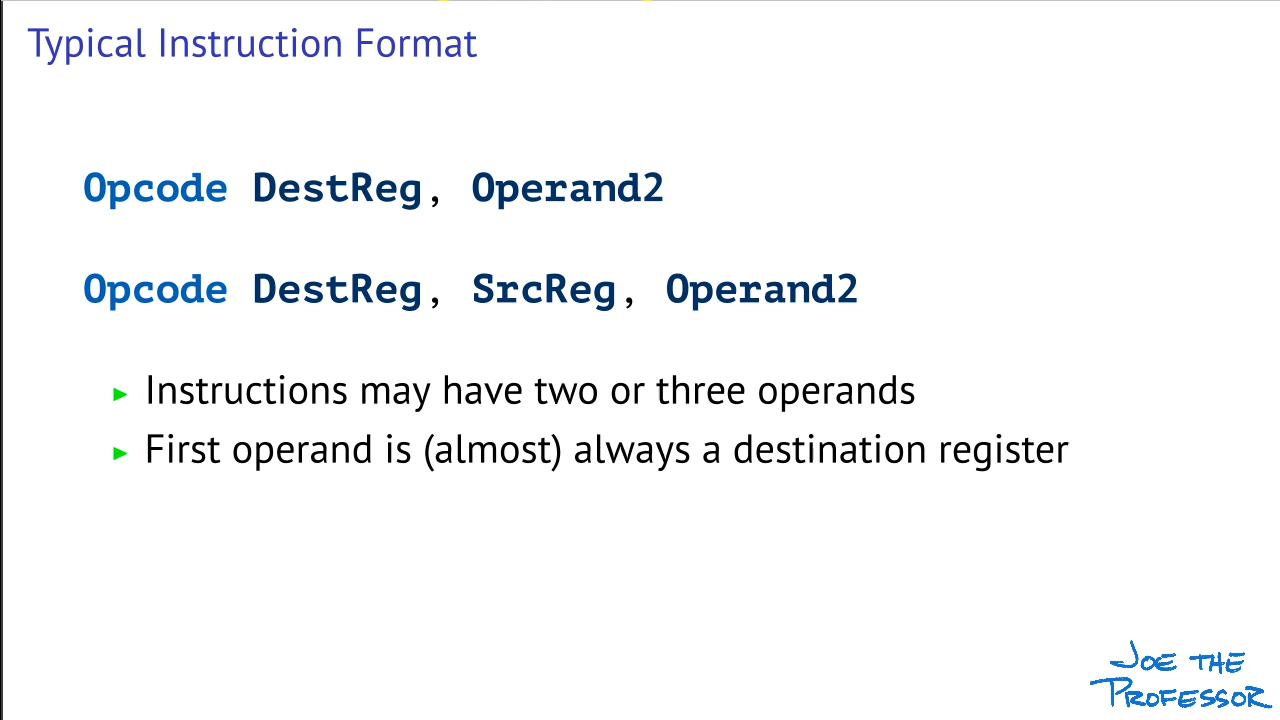 Typical Instruction Format
Opcode DestReg, Operand2
Opcode DestReg, SrcReg, Operand2
Instructions may have two or three operands
First operand is (almost) always a destination register
JOE THE
PROFESSOR